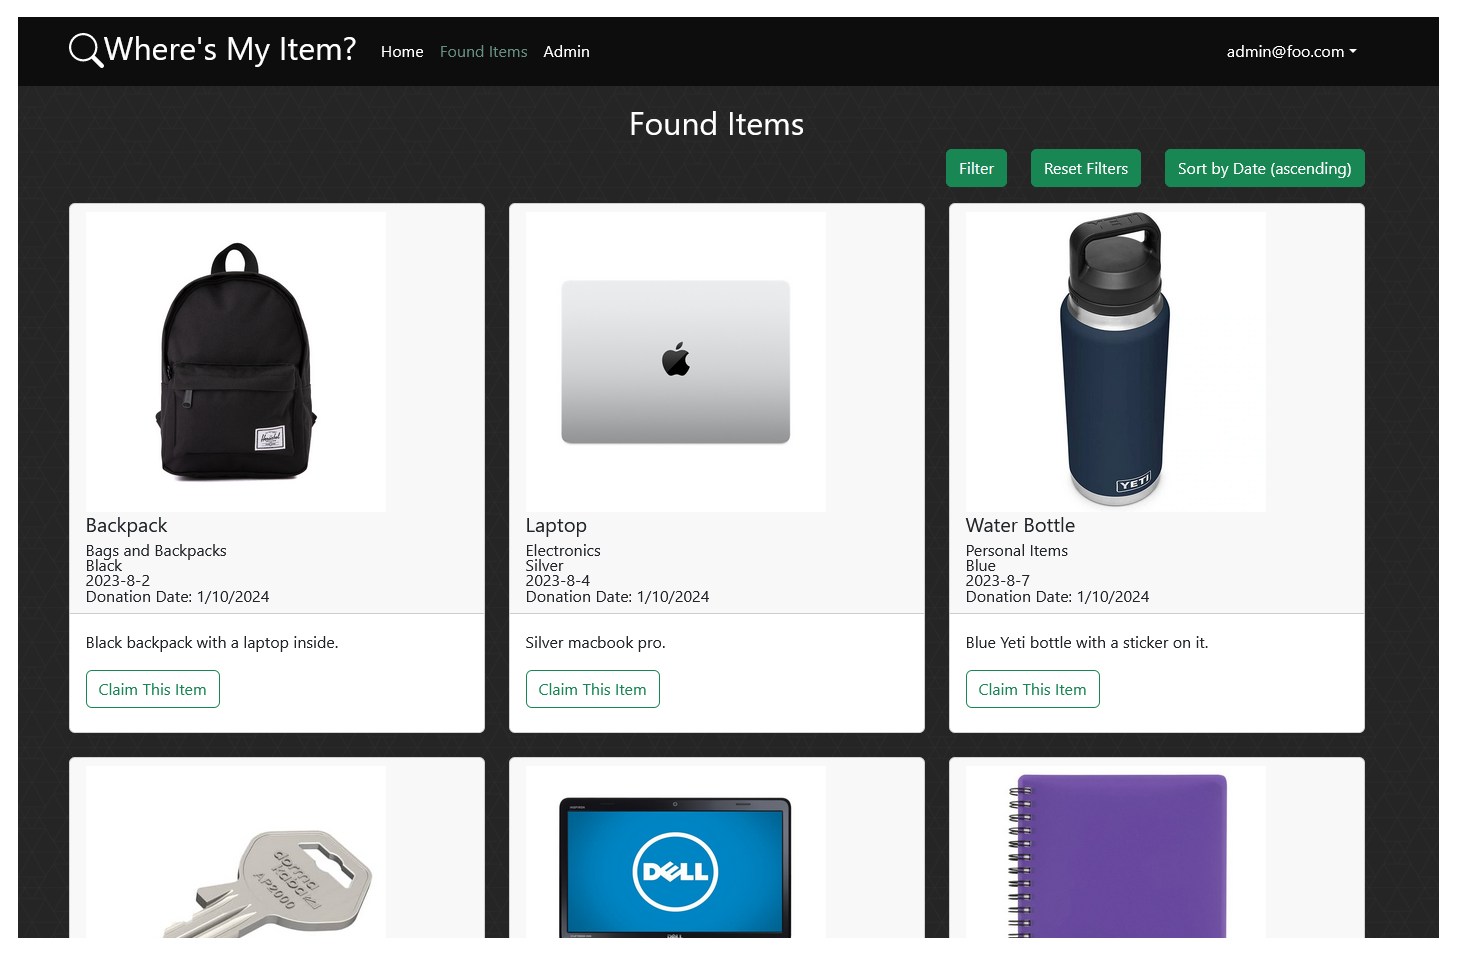 Where's My Item?
Home
Found Items
Admin
admin@foo.com
Found Items
Filter
Reset Filters
Sort by Date (ascending)
YETI
YETI
Backpack
Bags and Backpacks
Black
2023-8-2
Donation Date: 1/10/2024
Black backpack with a laptop inside.
Claim This Item
Laptop
Electronics
Silver
2023-8-4
Donation Date: 1/10/2024
Silver macbook pro.
Claim This Item
Water Bottle
Personal Items
Blue
2023-8-7
Donation Date: 1/10/2024
Blue Yeti bottle with a sticker on it.
Claim This Item
dorma
kaba
AP2000
DELL